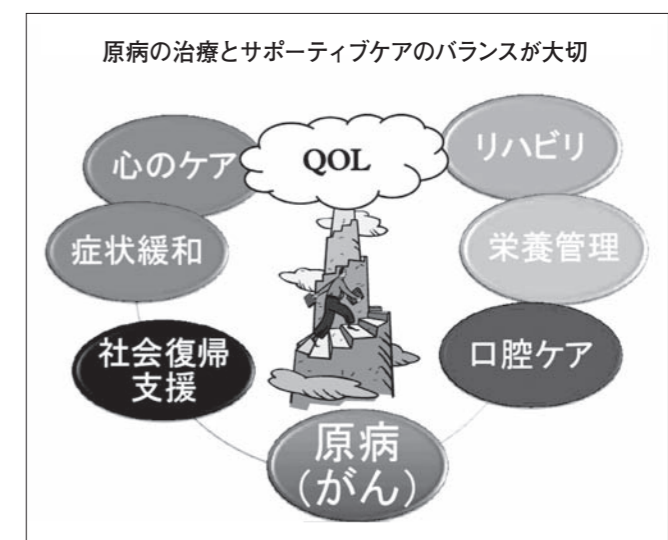 原病の治療とサポーティブケアのバランスが大切
QOL
心のケア
リハビリ
症状緩和
栄養管理
社会復帰
支援
口腔ケア
原病
(がん)